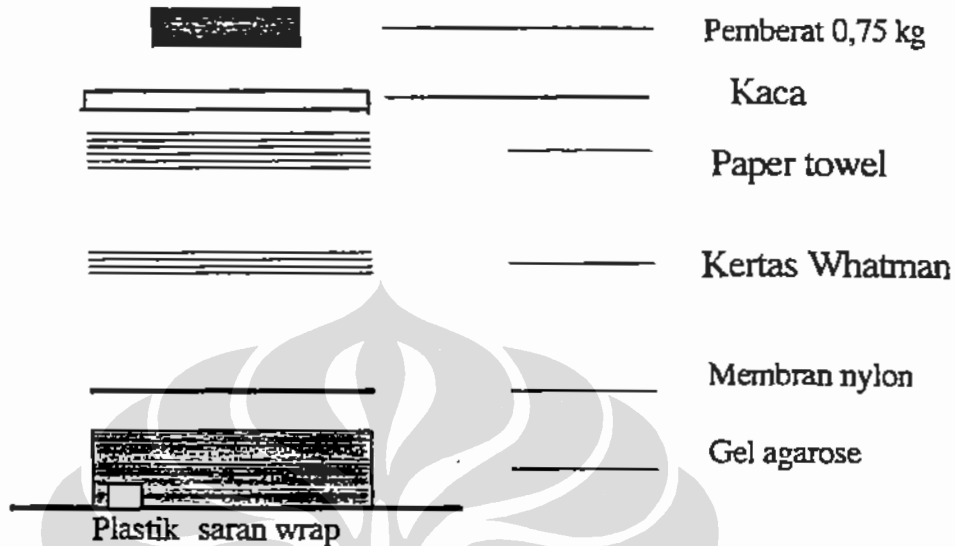 Pemberat 0,75 kg
Kaca
Paper towel
Kertas Whatman
Membran nylon
Gel agarose
Plastik saran wrap